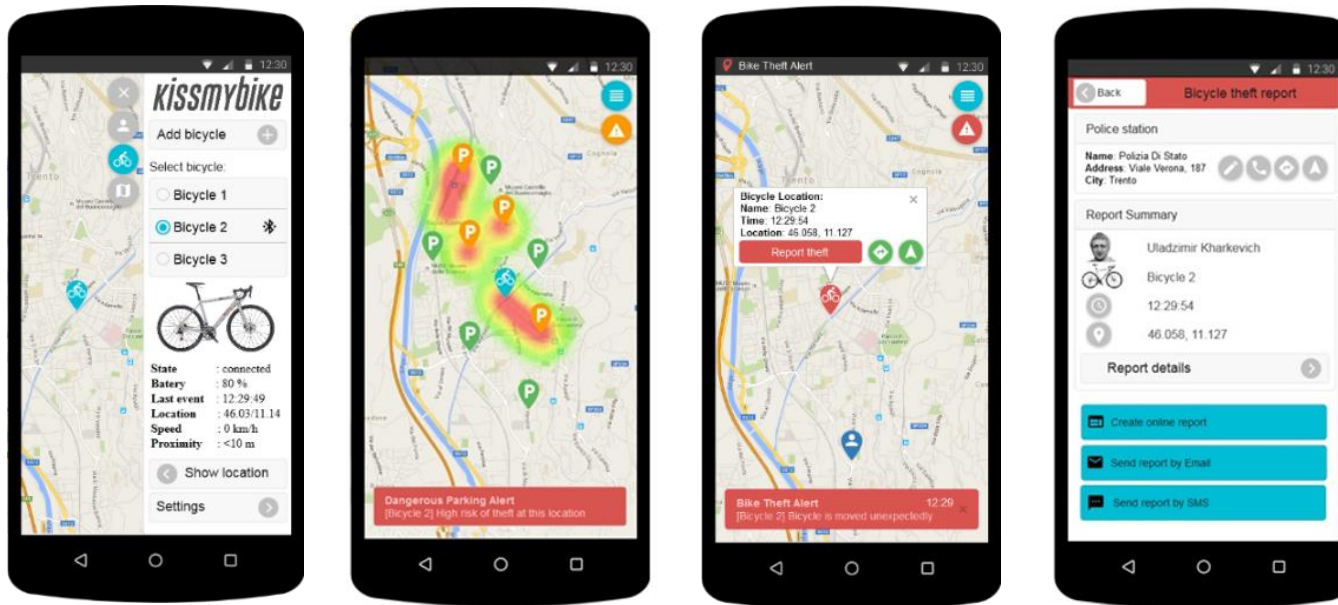 12:30
kissmybike
Add bicycle
Select bicycle:
Bicycle 1
Bicycle 2
Bicycle 3
Trento
State : connected
Batery : 80 %
Last event : 12:29:49
Location : 46.03/11.14
Speed : 0 km/h
Proximity : <10 m
Show location
Settings
12:30
Cognola
P
P
P
P
P
P
P
P
Dangerous Parking Alert
[Bicycle 2] High risk of theft at this location
Bike Theft Alert
12:30
Cognola
Trento
Bicycle Location:
Name: Bicycle 2
Time: 12:29:54
Location: 46.058, 11.127
Report theft
Bike Theft Alert 12:29
[Bicycle 2] Bicycle is moved unexpectedly
12:30
Back
Bicycle theft report
Police station
Name: Polizia Di Stato
Address: Viale Verona, 187
City: Trento
Report Summary
Uladzimir Kharkevich
Bicycle 2
12:29:54
46.058, 11.127
Report details
Create online report
Send report by Email
Send report by SMS